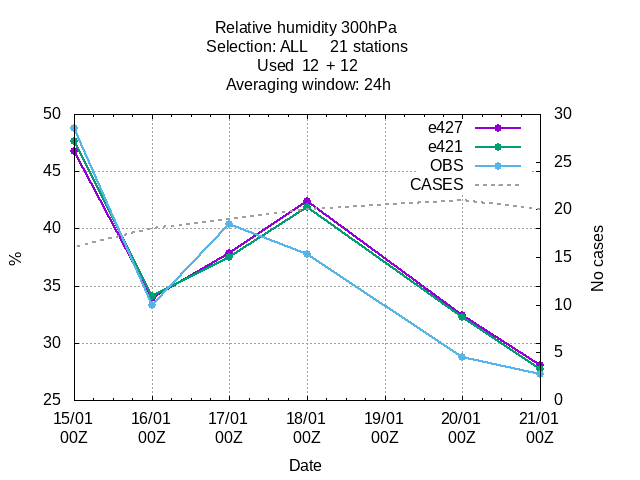 Relative humidity 300hPa
Selection: ALL 21 stations
Used 12 + 12
Averaging window: 24h
50
45
40
35
30
25
%
30
25
20
15
10
5
0
No cases
e427
e421
OBS
CASES
15/01 16/01 17/01 18/01 19/01 20/01 21/01
00Z 00Z 00Z 00Z 00Z 00Z 00Z
Date